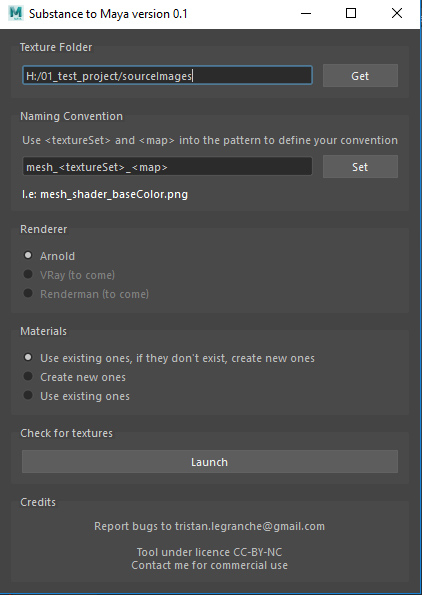 Substance to Maya version 0.1
Texture Folder
H:/01_test_project/sourceImages
Get
Naming Convention
Use <textureSet> and <map> into the pattern to define your convention
mesh_<textureSet>_<map>
Set
I.e: mesh_shader_baseColor.png
Renderer
Arnold
VRay (to come)
Renderman (to come)
Materials
Use existing ones, if they don't exist, create new ones
Create new ones
Use existing ones
Check for textures
Launch
Credits
Report bugs to tristan.legranche@gmail.com
Tool under licence CC-BY-NC
Contact me for commercial use